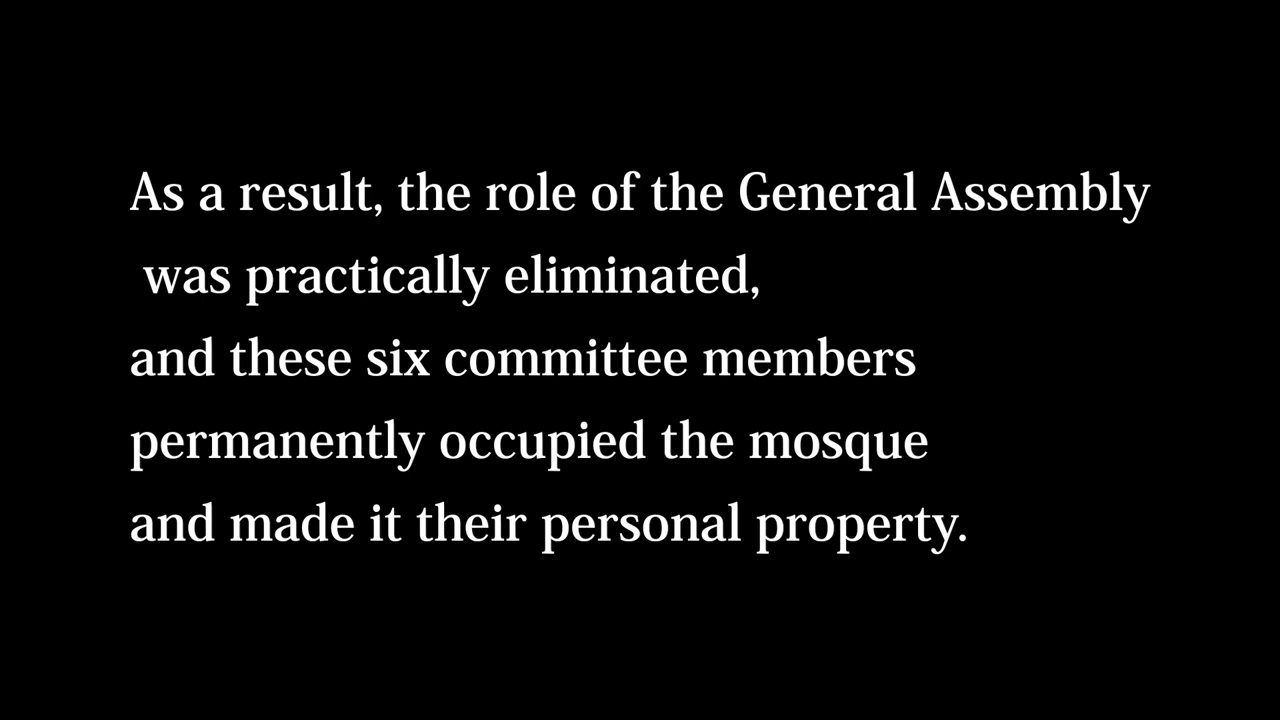 As a result, the role of the General Assembly
was practically eliminated,
and these six committee members
permanently occupied the mosque
and made it their personal property.